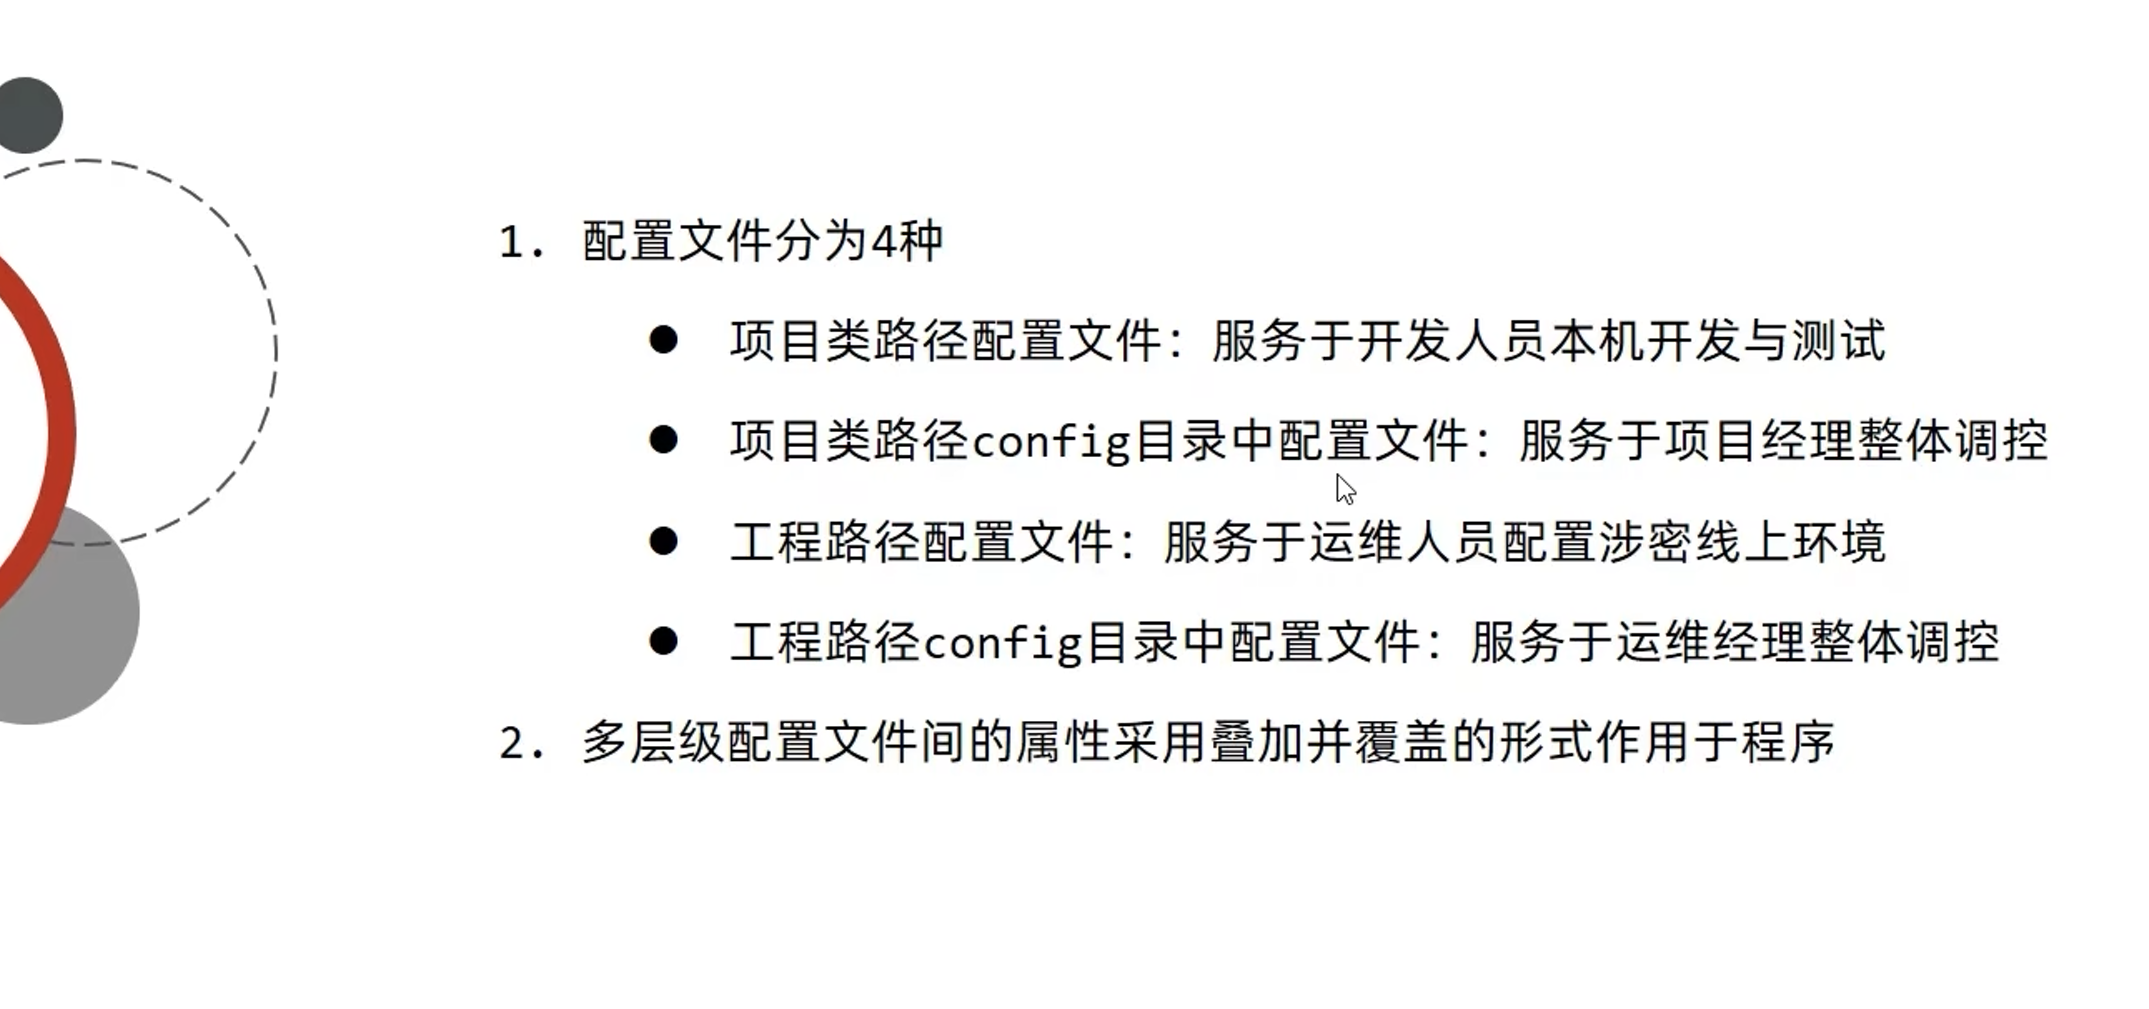 1. 配置文件分为4种
● 项目类路径配置文件：服务于开发人员本机开发与测试
● 项目类路径config目录中配置文件：服务于项目经理整体调控
● 工程路径配置文件：服务于运维人员配置涉密线上环境
● 工程路径config目录中配置文件：服务于运维经理整体调控
2. 多层级配置文件间的属性采用叠加并覆盖的形式作用于程序